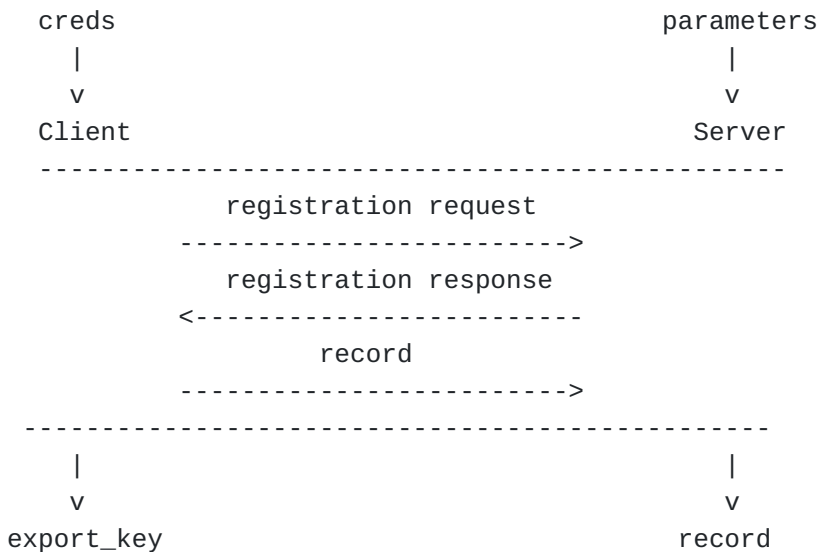 creds parameters
| |
v v
Client Server
------------------------------------------------
registration request
------------------------->
registration response
<-------------------------
record
------------------------->
------------------------------------------------
| |
v v
export_key record